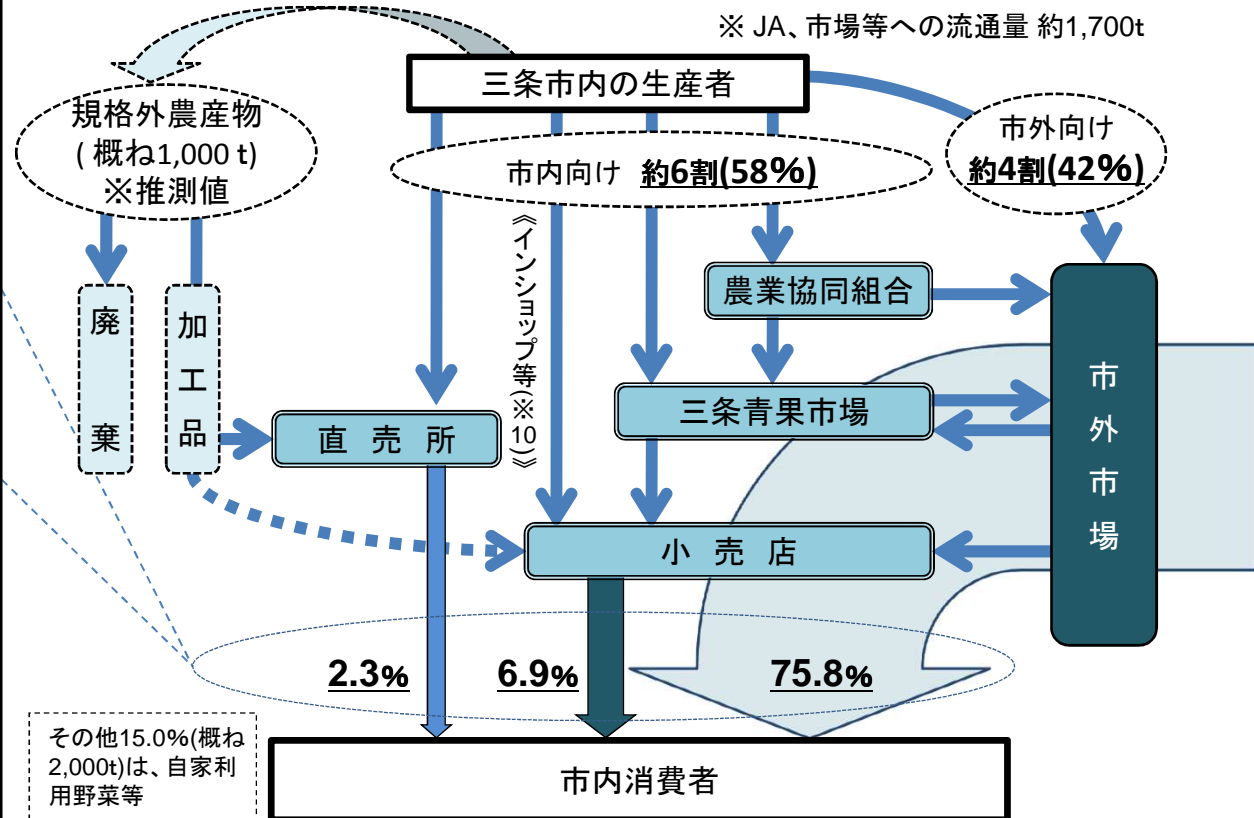 ※ JA、市場等への流通量 約1,700t
三条市内の生産者
規格外農産物
( 概ね1,000 t)
※推測値
市内向け 約6割(58%)
市外向け
約4割(42%)
《インショップ等(※10)》
農業協同組合
廃棄
加工品
市外市場
三条青果市場
直売所
小売店
2.3%
6.9%
75.8%
その他15.0%(概ね
2,000t)は、自家利
用野菜等
市内消費者